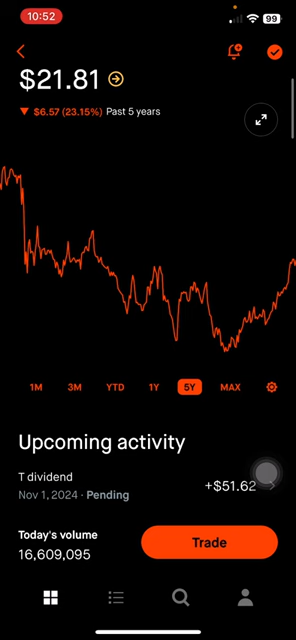 10:52
99
$21.81
▼ $6.57 (23.15%) Past 5 years
1M 3M YTD 1Y 5Y MAX
Upcoming activity
T dividend
Nov 1, 2024 · Pending
+$51.62
Today's volume
16,609,095
Trade